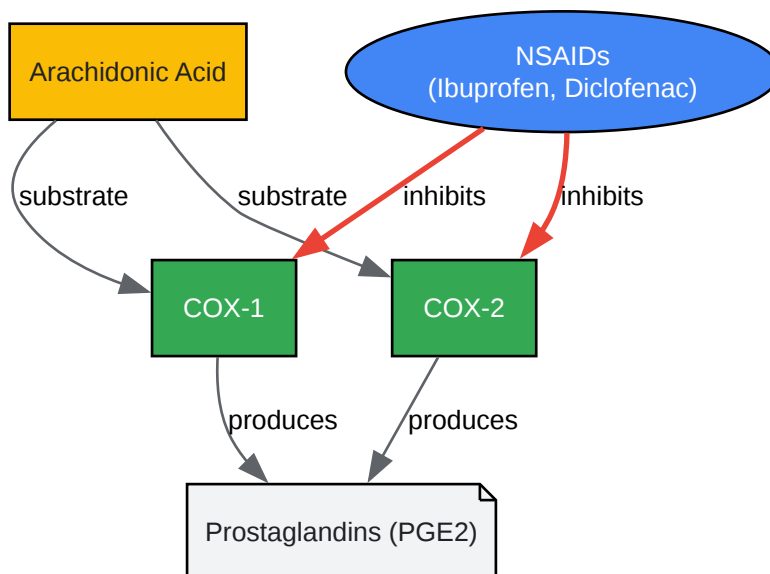 Arachidonic Acid
NSAIDs
(Ibuprofen, Diclofenac)
substrate
substrate
inhibits
inhibits
COX-1
COX-2
produces
produces
Prostaglandins (PGE2)